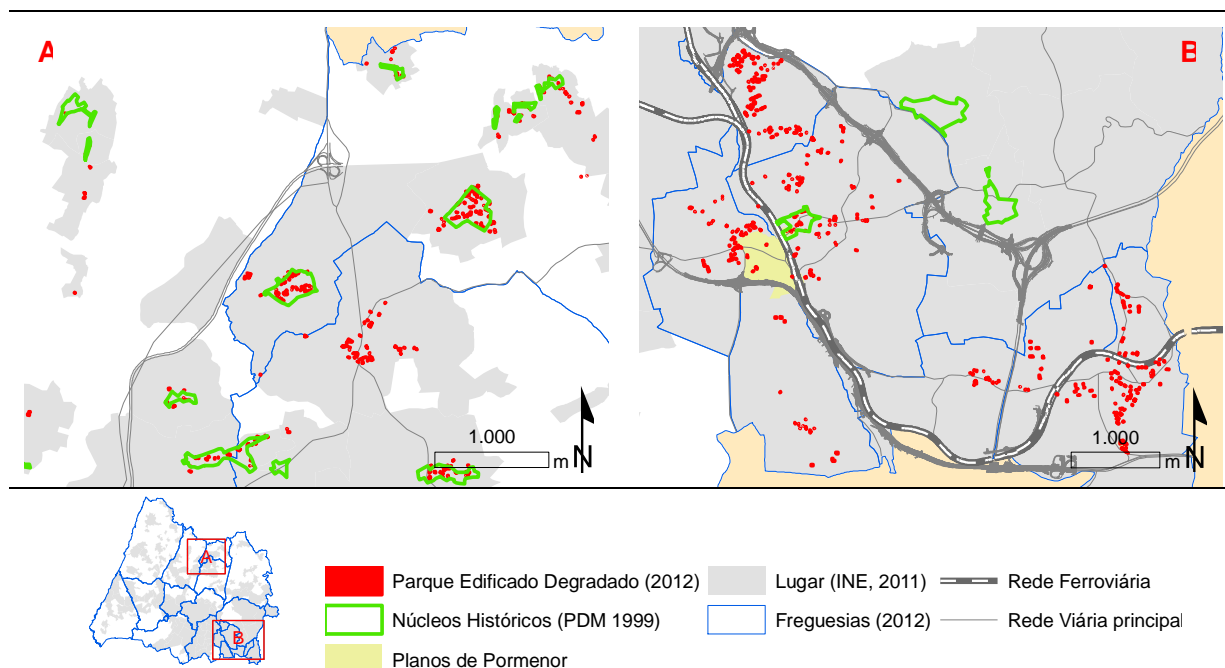 A
B
1.000
m
N
1.000
m
N
A
B
Parque Edificado Degradado (2012)
Lugar (INE, 2011)
Rede Ferroviária
Núcleos Históricos (PDM 1999)
Freguesias (2012)
Rede Viária principal
Planos de Pormenor